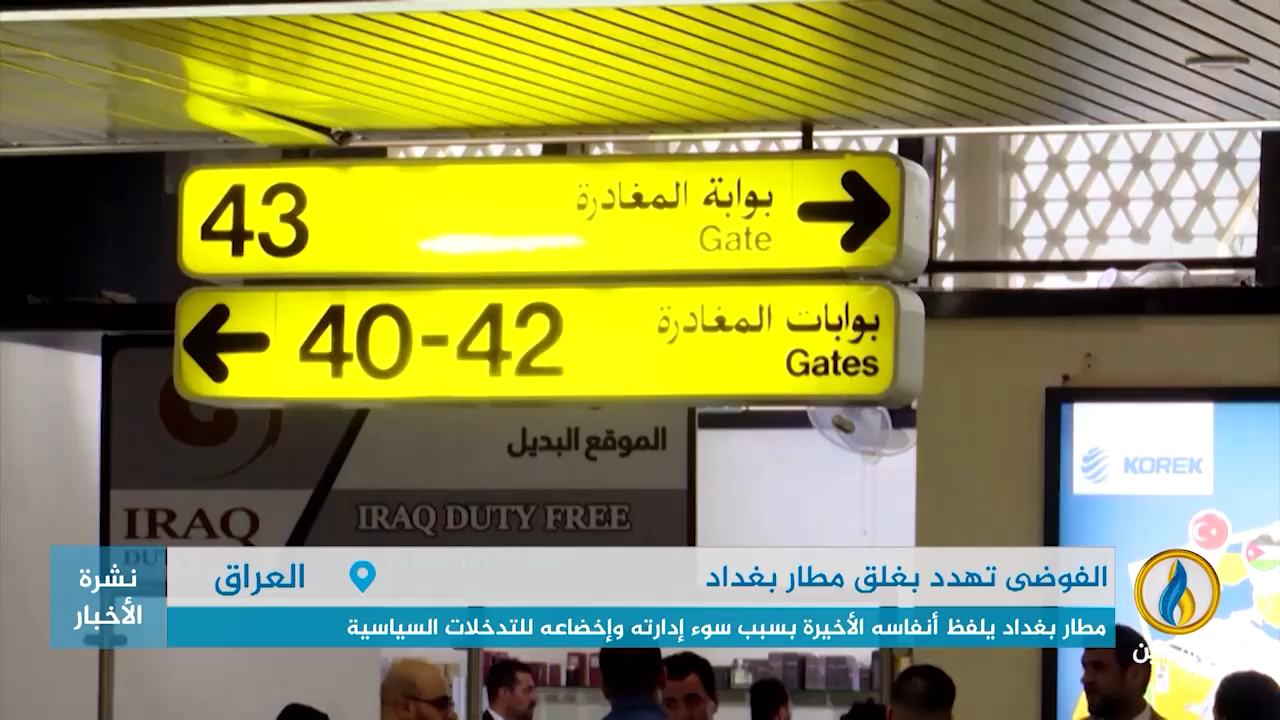 43 بوابة المغادرة
Gate
40-42 بوابات المغادرة
Gates
الموقع البديل
IRAQ
IRAQ DUTY FREE
KOREK
الفوضى تهدد بغلق مطار بغداد
العراق
نشرة
الأخبار
مطار بغداد يلفظ أنفاسه الأخيرة بسبب سوء إدارته وإخضاعه للتدخلات السياسية